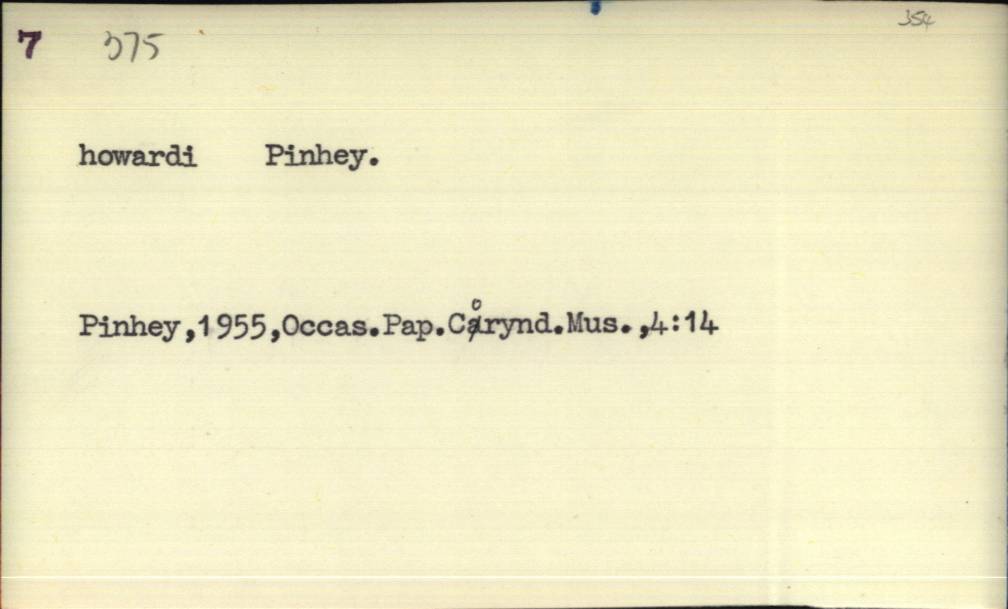 354
7 375
howardi Pinhey.
Pinhey,1955,Occas.Pap.Corynd.Mus.,4:14